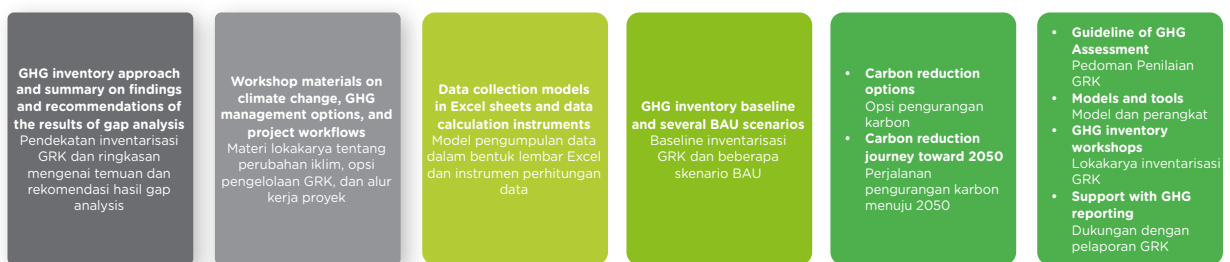 GHG inventory approach
and summary on findings
and recommendations of
the results of gap analysis
Pendekatan inventarisasi
GRK dan ringkasan
mengenai temuan dan
rekomendasi hasil gap
analysis
Workshop materials on
climate change, GHG
management options, and
project workflows
Materi lokakarya tentang
perubahan iklim, opsi
pengelolaan GRK, dan alur
kerja proyek
Data collection models
in Excel sheets and data
calculation instruments
Model pengumpulan data
dalam bentuk lembar Excel
dan instrumen perhitungan
data
GHG inventory baseline
and several BAU scenarios
Baseline inventarisasi
GRK dan beberapa
skenario BAU
• Carbon reduction
options
Opsi pengurangan
karbon
• Carbon reduction
journey toward 2050
Perjalanan
pengurangan karbon
menuju 2050
• Guideline of GHG
Assessment
Pedoman Penilaian
GRK
• Models and tools
Model dan perangkat
• GHG inventory
workshops
Lokakarya inventarisasi
GRK
• Support with GHG
reporting
Dukungan dengan
pelaporan GRK